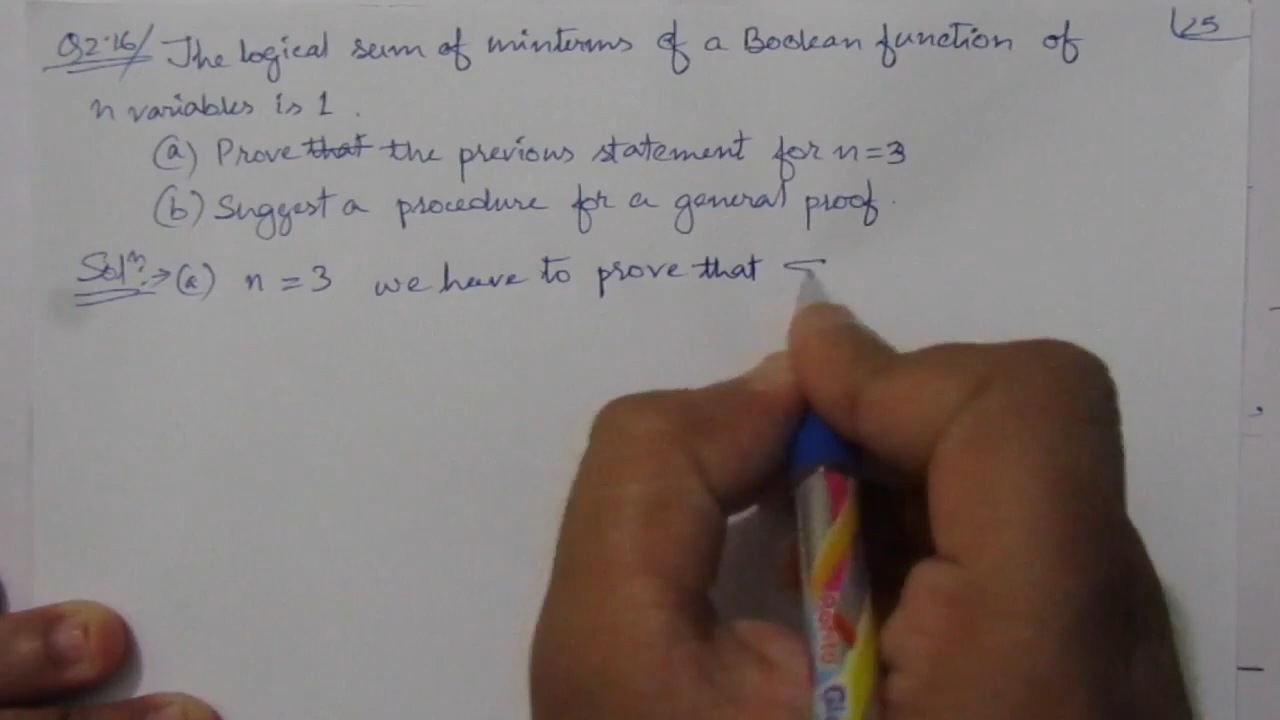 Q2.16/ The logical sum of minterms of a Boolean function of 25
n variables is 1.
(a) Prove that the previous statement for n=3
(b) Suggest a procedure for a general proof.
Solⁿ:→(a) n = 3 we have to prove that